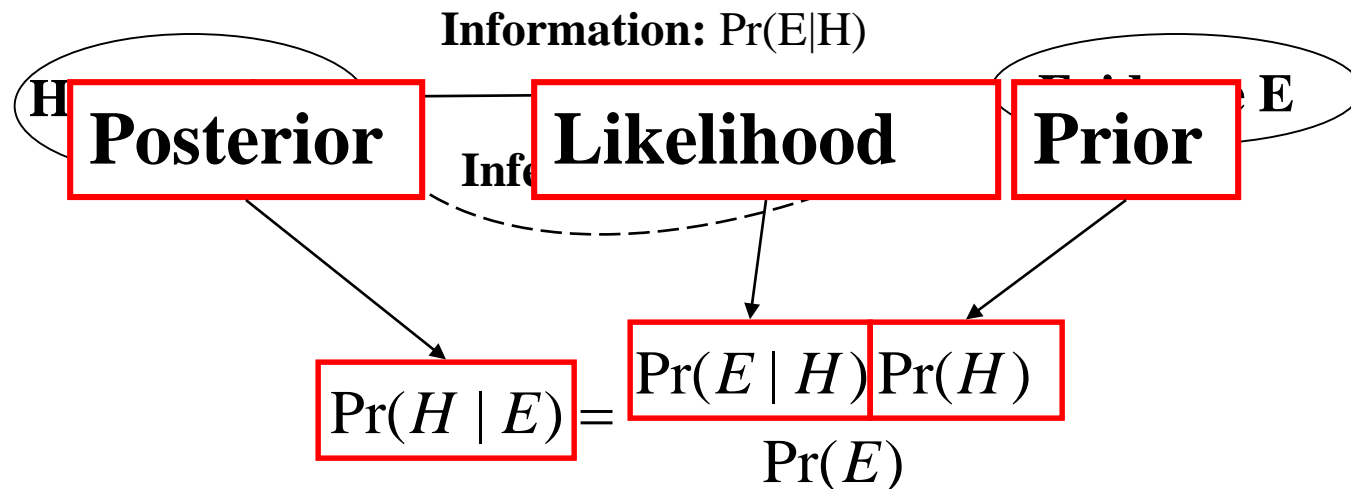 Information: Pr(E|H)
E
Posterior Likelihood Prior
Pr(H | E) = Pr(E | H) Pr(H)
Pr(E)